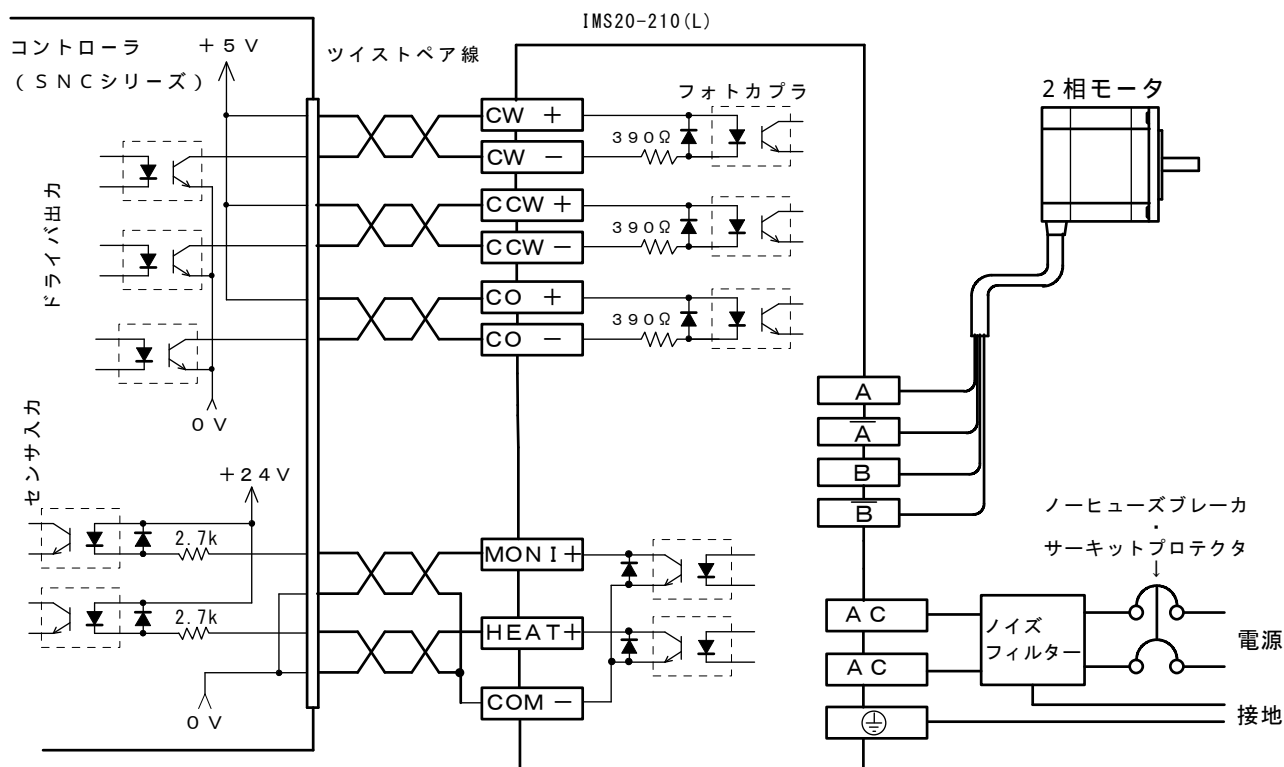 IMS20-210(L)
コントローラ
(SNCシリーズ)
+5V
ツイストペア線
フォトカプラ
2相モータ
CW +
CW -
390Ω
CCW+
CCW-
390Ω
CO +
CO -
390Ω
ドライバ出力
0V
A
A̅
B
B̅
センサ入力
+24V
2.7k
2.7k
0V
MONI+
HEAT+
COM -
ノーヒューズブレーカ
・
サーキットプロテクタ
AC
AC
ノイズ
フィルター
電源
接地